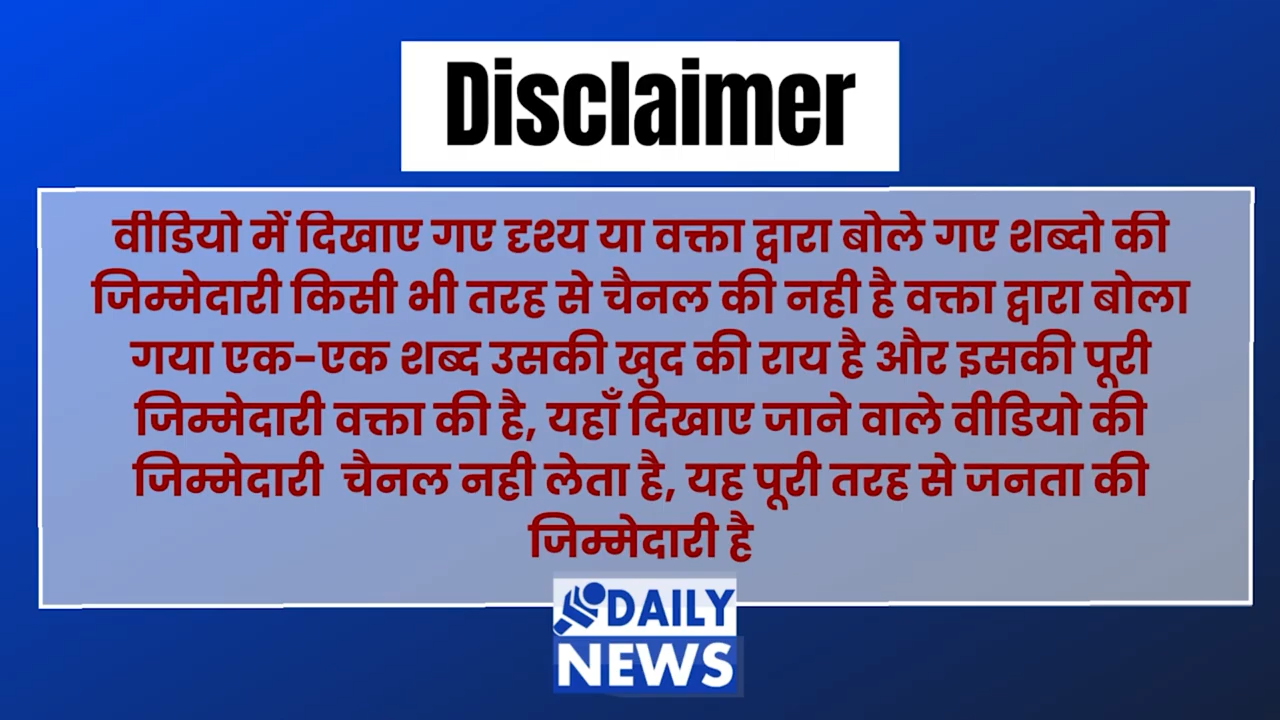 Disclaimer
वीडियो में दिखाए गए दृश्य या वक्ता द्वारा बोले गए शब्दो की
जिम्मेदारी किसी भी तरह से चैनल की नही है वक्ता द्वारा बोला
गया एक-एक शब्द उसकी खुद की राय है और इसकी पूरी
जिम्मेदारी वक्ता की है, यहाँ दिखाए जाने वाले वीडियो की
जिम्मेदारी चैनल नही लेता है, यह पूरी तरह से जनता की
जिम्मेदारी है
DAILY
NEWS